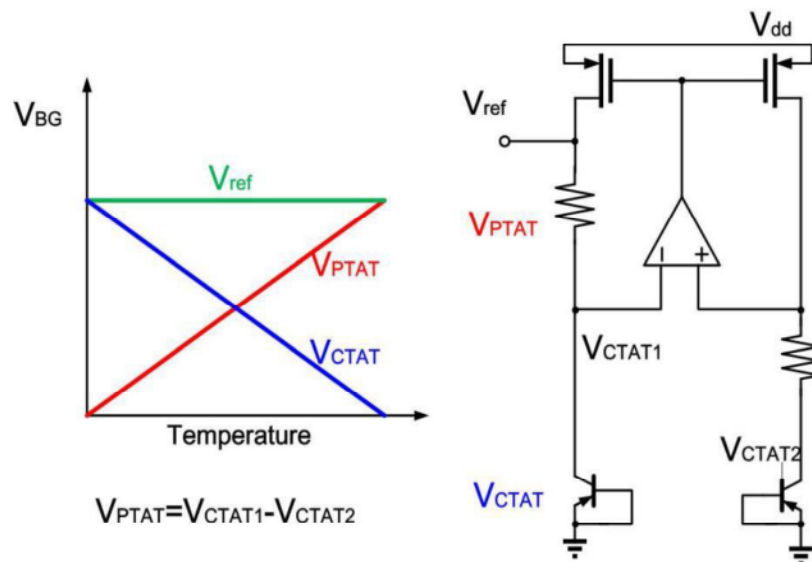 VBG
Vref
VPTAT
VCTAT
Temperature
VPTAT=VCTAT1-VCTAT2
Vdd
Vref
VPTAT
- +
VCTAT1
VCTAT2
VCTAT